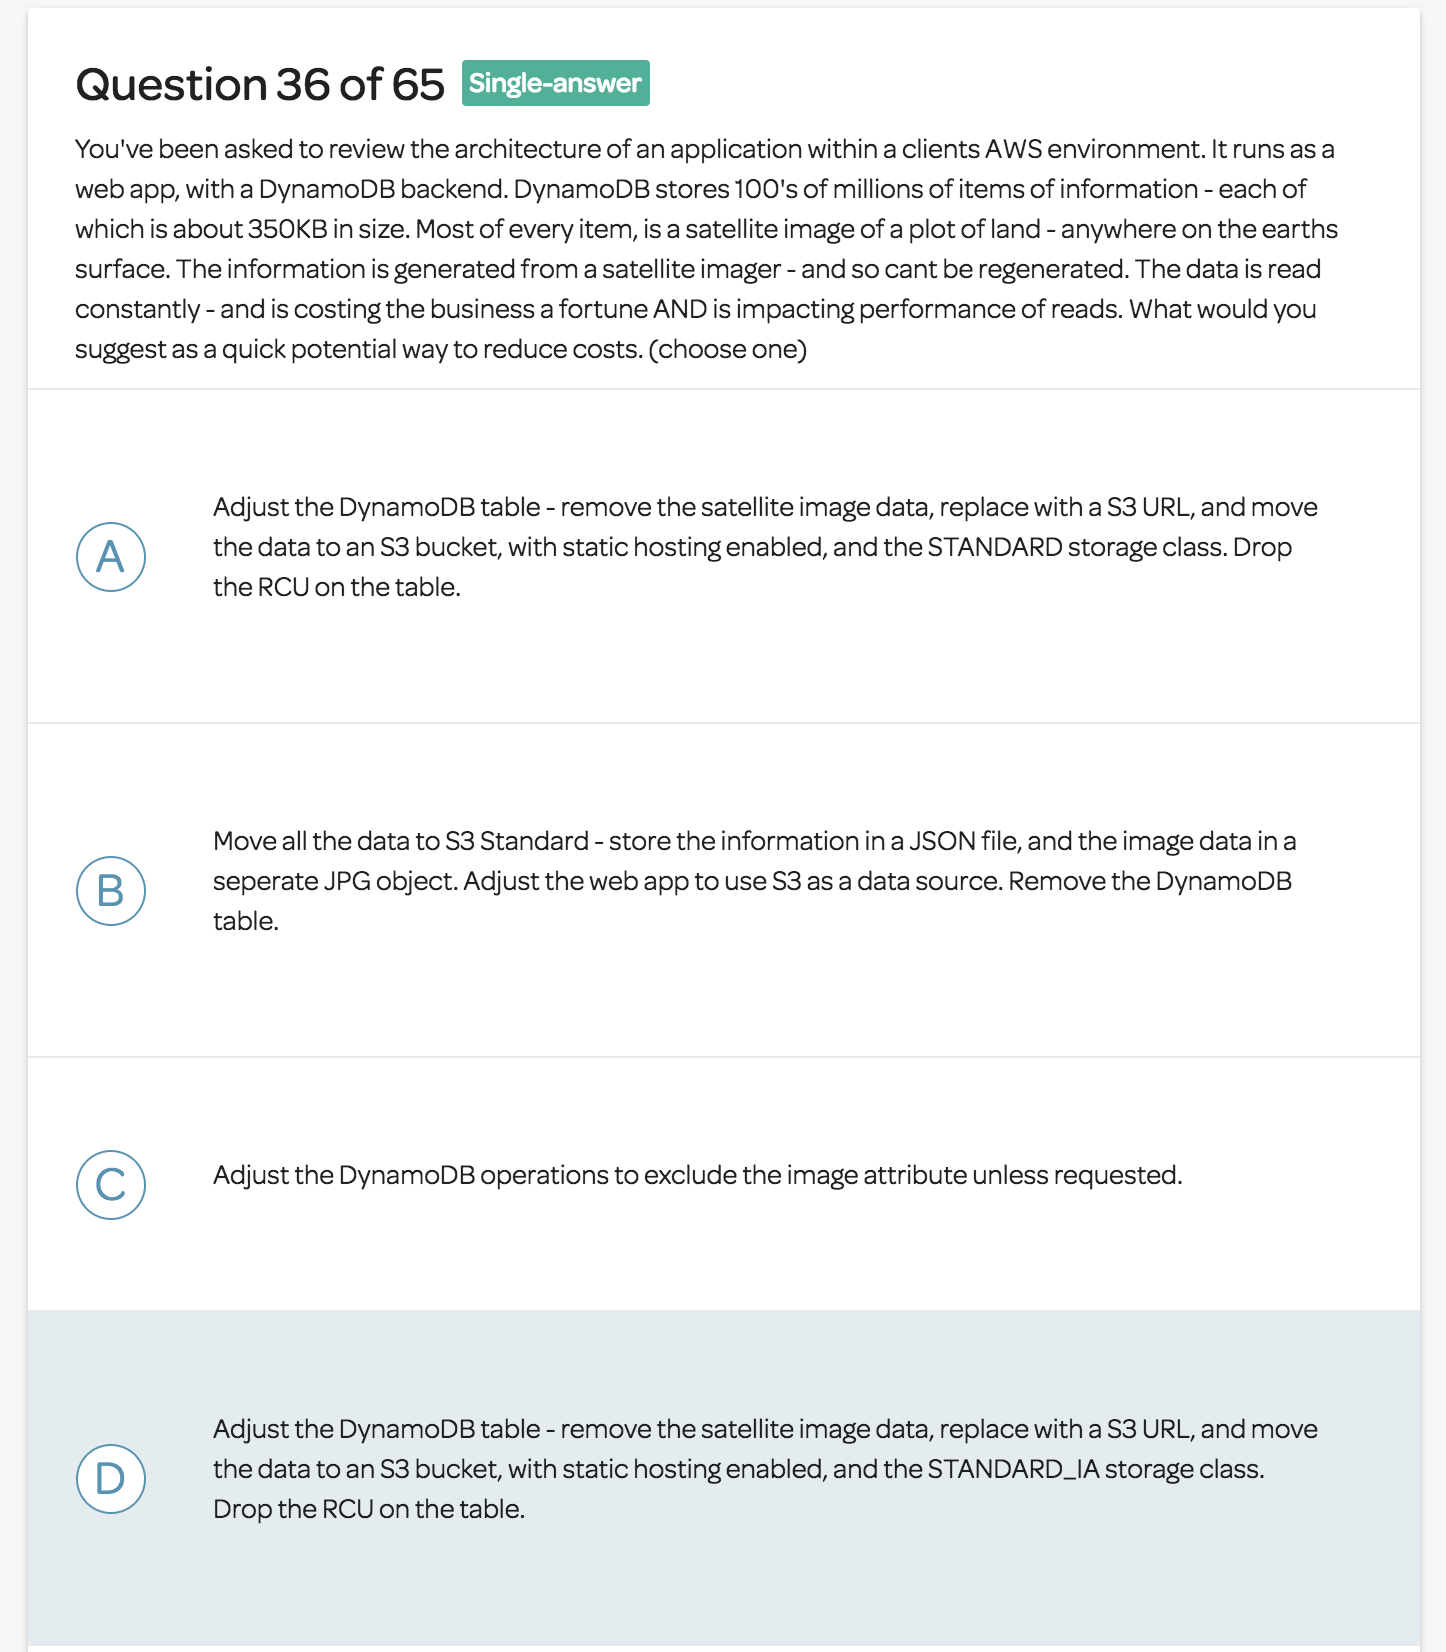 Question 36 of 65 Single-answer
You've been asked to review the architecture of an application within a clients AWS environment. It runs as a
web app, with a DynamoDB backend. DynamoDB stores 100's of millions of items of information - each of
which is about 350KB in size. Most of every item, is a satellite image of a plot of land - anywhere on the earths
surface. The information is generated from a satellite imager - and so cant be regenerated. The data is read
constantly - and is costing the business a fortune AND is impacting performance of reads. What would you
suggest as a quick potential way to reduce costs. (choose one)
Adjust the DynamoDB table - remove the satellite image data, replace with a S3 URL, and move
the data to an S3 bucket, with static hosting enabled, and the STANDARD storage class. Drop
A
the RCU on the table.
Move all the data to S3 Standard - store the information in a JSON file, and the image data in a
seperate JPG object. Adjust the web app to use S3 as a data source. Remove the DynamoDB
B
table.
C
Adjust the DynamoDB operations to exclude the image attribute unless requested.
Adjust the DynamoDB table - remove the satellite image data, replace with a S3 URL, and move
the data to an S3 bucket, with static hosting enabled, and the STANDARD_IA storage class.
D
Drop the RCU on the table.